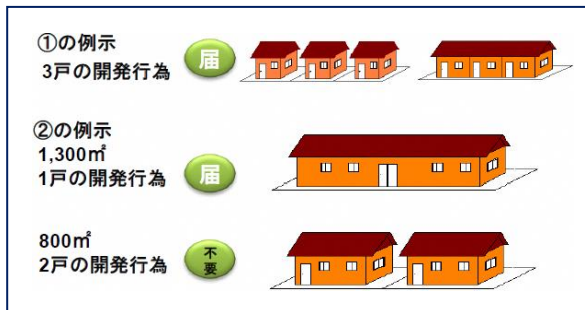 ①の例示
3戸の開発行為
届
②の例示
1,300㎡
1戸の開発行為
届
800㎡
2戸の開発行為
不要